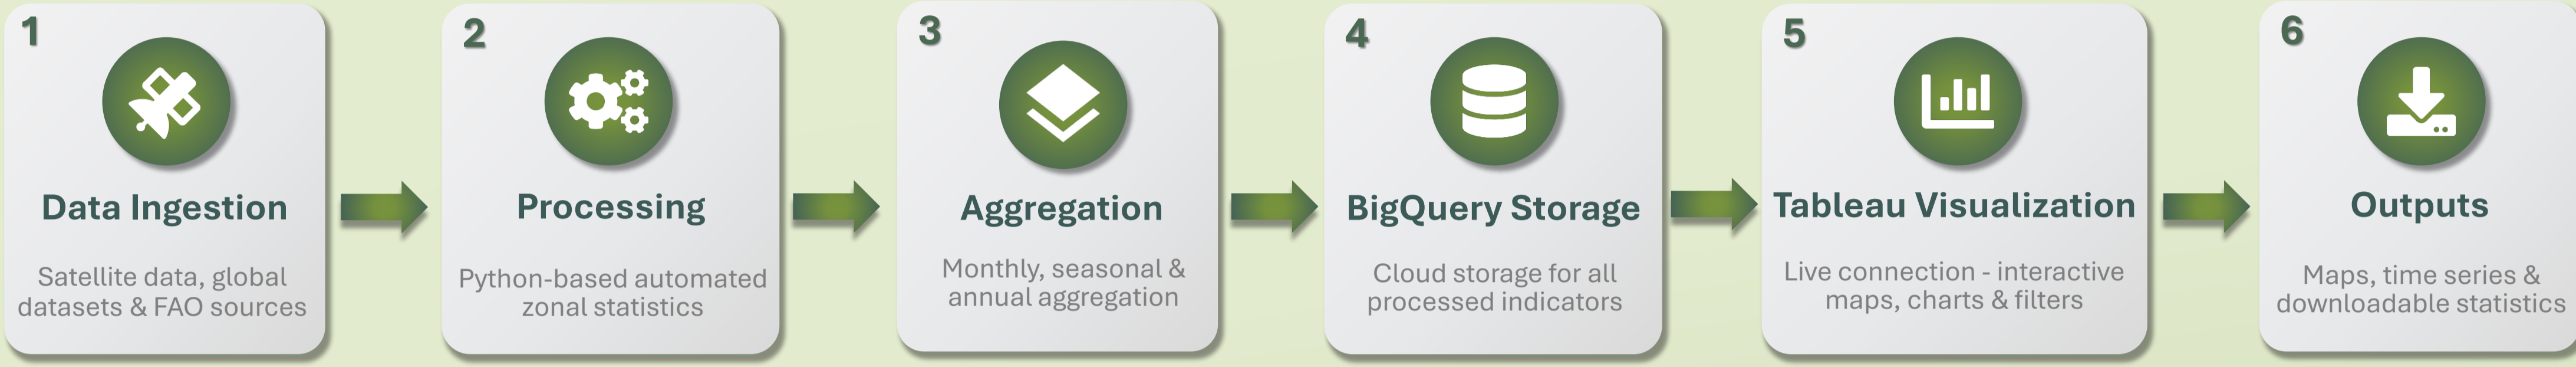 1
Data Ingestion
Satellite data, global
datasets & FAO sources
2
Processing
Python-based automated
zonal statistics
3
Aggregation
Monthly, seasonal &
annual aggregation
4
BigQuery Storage
Cloud storage for all
processed indicators
5
Tableau Visualization
Live connection - interactive
maps, charts & filters
6
Outputs
Maps, time series &
downloadable statistics